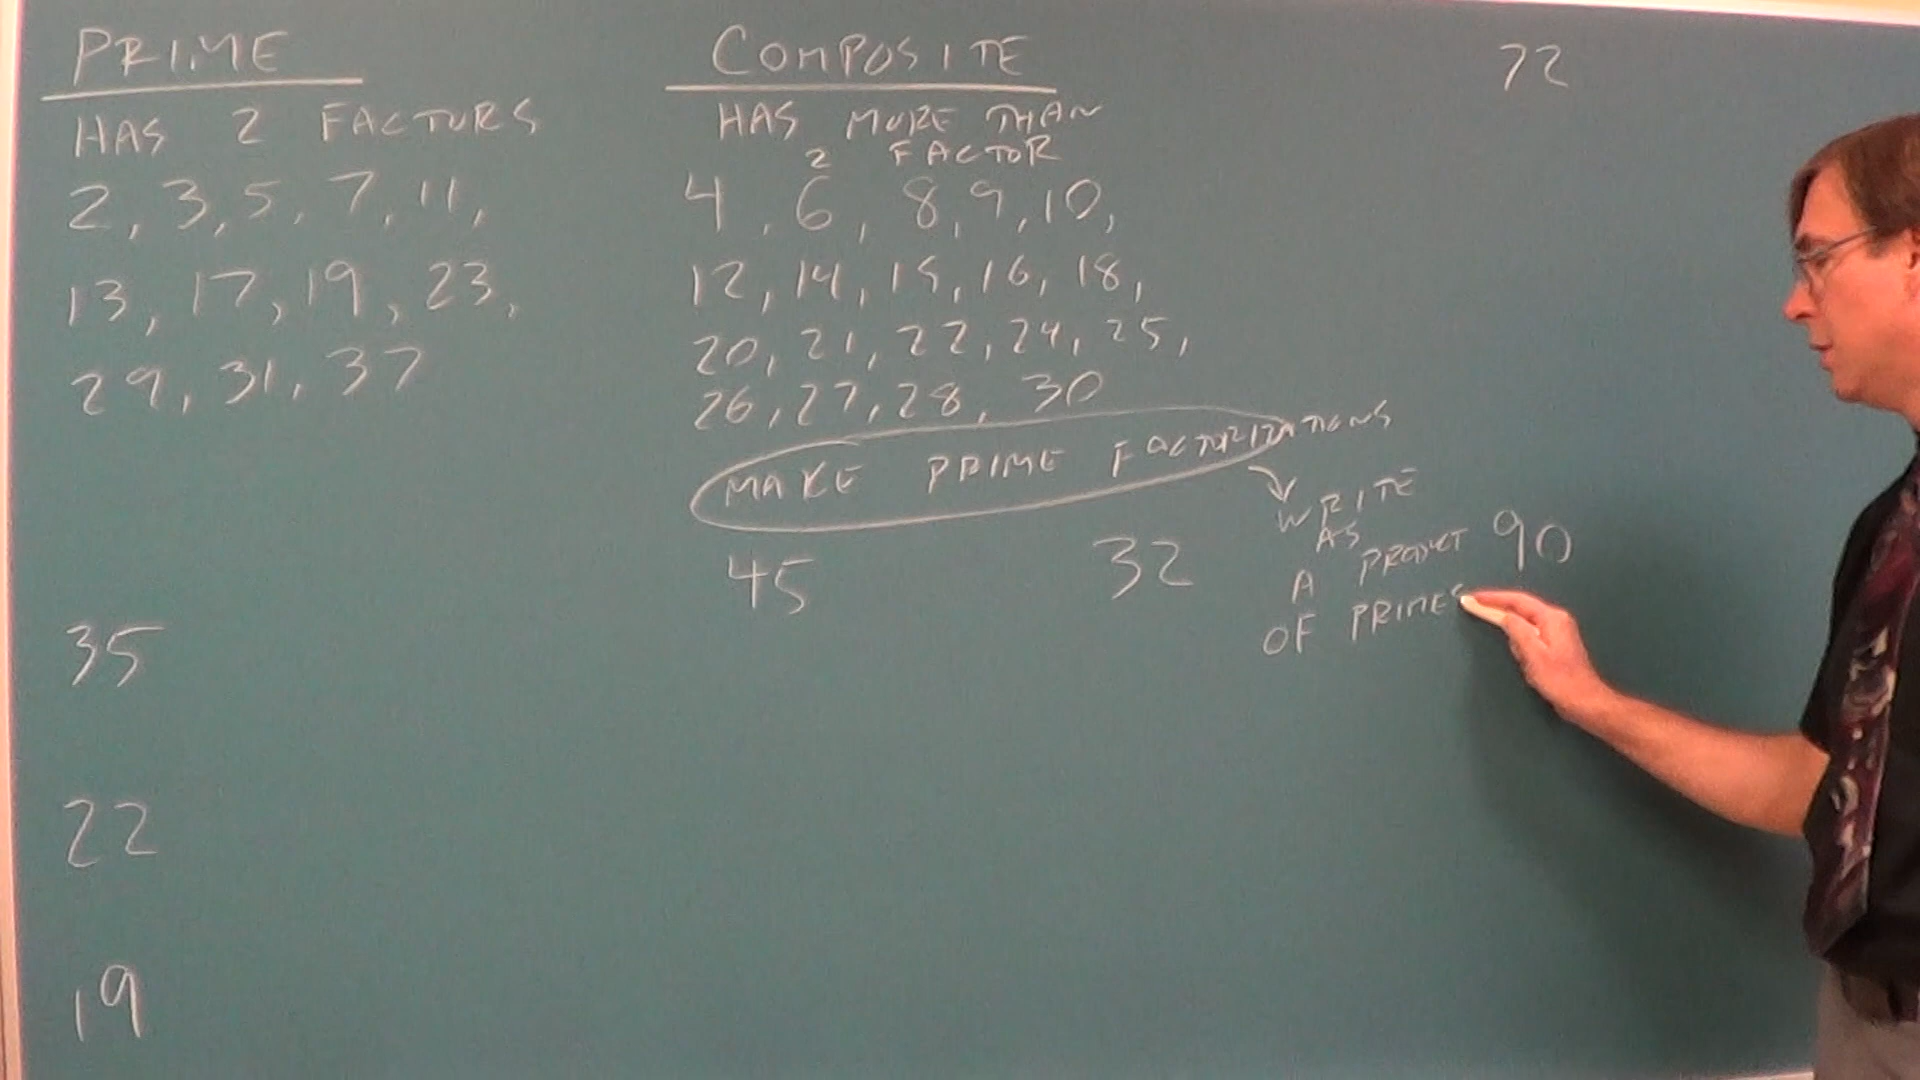 PRIME
HAS 2 FACTORS
2, 3, 5, 7, 11,
13, 17, 19, 23,
29, 31, 37
COMPOSITE
HAS MORE THAN
2 FACTOR
4, 6, 8, 9, 10,
12, 14, 15, 16, 18,
20, 21, 22, 24, 25,
26, 27, 28, 30
MAKE PRIME FACTORIZATIONS
WRITE
AS
A PRODUCT
OF PRIMES
72
45
32
90
35
22
19